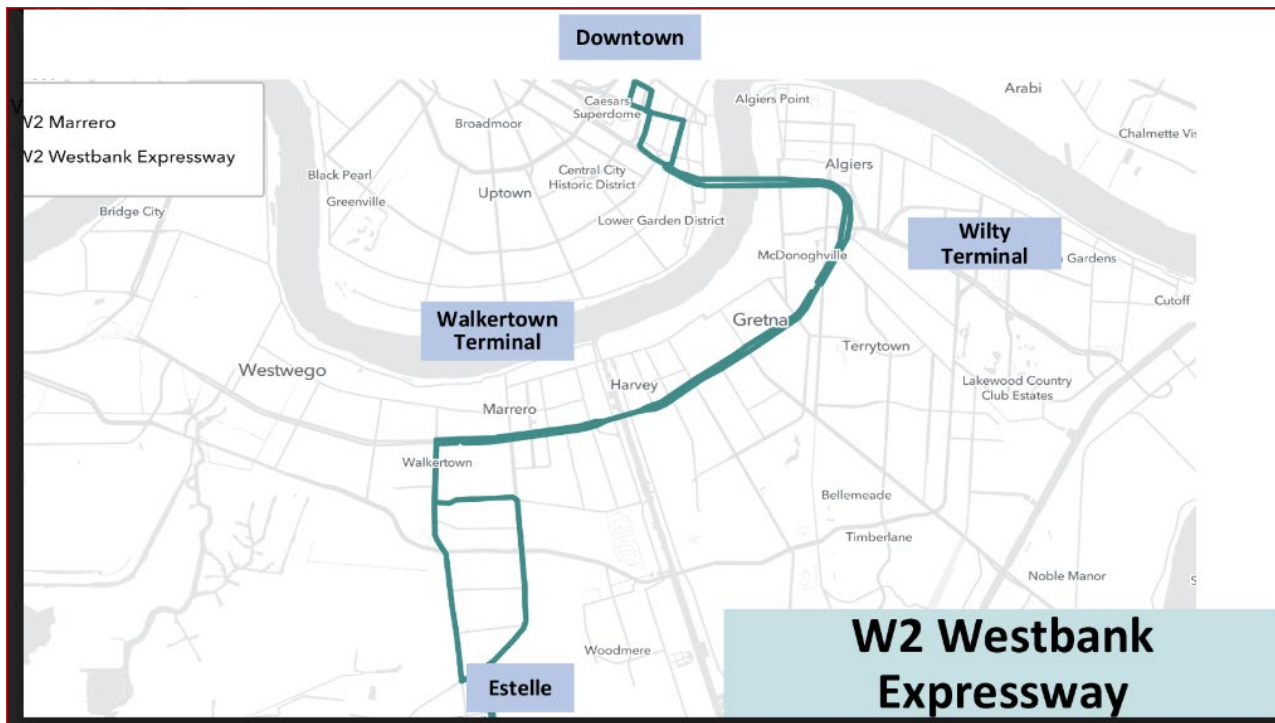 Downtown
W2 Marrero
W2 Westbank Expressway
Caesars
Superdome
Algiers Point
Arabi
Broadmoor
Chalmette Vis
Central City
Historic District
Algiers
Black Pearl
Greenville
Uptown
Bridge City
Lower Garden District
Wilty
Terminal
McDonoghville
Gardens
Cutoff
Walkertown
Terminal
Gretna
Terrytown
Westwego
Harvey
Lakewood Country
Club Estates
Marrero
Walkertown
Bellemeade
Timberlane
Noble Manor
Woodmere
Estelle
W2 Westbank
Expressway